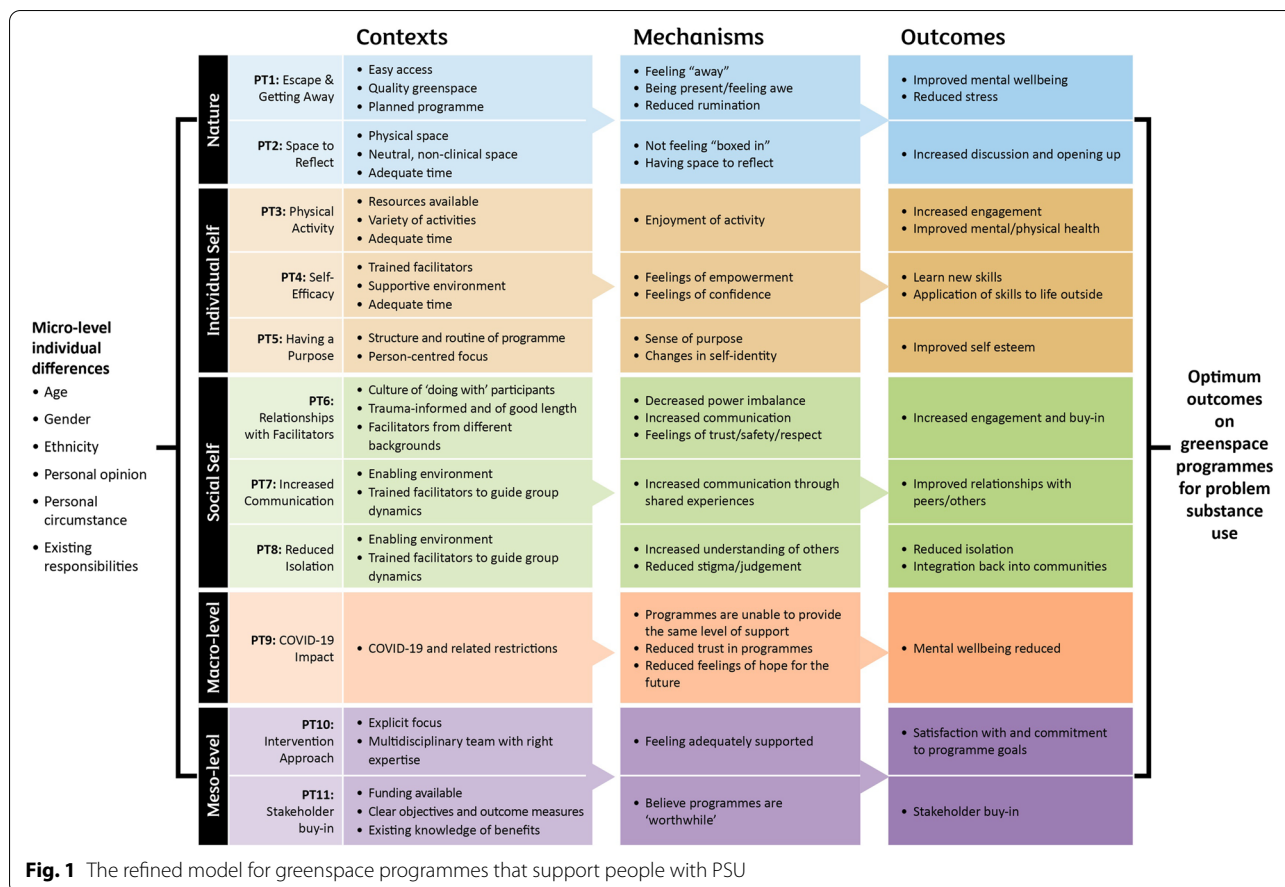 Contexts
Mechanisms
Outcomes
Micro-level
individual
differences
• Age
• Gender
• Ethnicity
• Personal opinion
• Personal
circumstance
• Existing
responsibilities
Nature
PT1: Escape &
Getting Away
• Easy access
• Quality greenspace
• Planned programme
• Feeling “away”
• Being present/feeling awe
• Reduced rumination
• Improved mental wellbeing
• Reduced stress
PT2: Space to
Reflect
• Physical space
• Neutral, non-clinical space
• Adequate time
• Not feeling “boxed in”
• Having space to reflect
• Increased discussion and opening up
Individual Self
PT3: Physical
Activity
• Resources available
• Variety of activities
• Adequate time
• Enjoyment of activity
• Increased engagement
• Improved mental/physical health
PT4: Self-
Efficacy
• Trained facilitators
• Supportive environment
• Adequate time
• Feelings of empowerment
• Feelings of confidence
• Learn new skills
• Application of skills to life outside
PT5: Having a
Purpose
• Structure and routine of programme
• Person-centred focus
• Sense of purpose
• Changes in self-identity
• Improved self esteem
Social Self
PT6:
Relationships
with Facilitators
• Culture of ‘doing with’ participants
• Trauma-informed and of good length
• Facilitators from different
backgrounds
• Decreased power imbalance
• Increased communication
• Feelings of trust/safety/respect
• Increased engagement and buy-in
PT7: Increased
Communication
• Enabling environment
• Trained facilitators to guide group
dynamics
• Increased communication through
shared experiences
• Improved relationships with
peers/others
PT8: Reduced
Isolation
• Enabling environment
• Trained facilitators to guide group
dynamics
• Increased understanding of others
• Reduced stigma/judgement
• Reduced isolation
• Integration back into communities
Macro-level
PT9: COVID-19
Impact
• COVID-19 and related restrictions
• Programmes are unable to provide
the same level of support
• Reduced trust in programmes
• Reduced feelings of hope for the
future
• Mental wellbeing reduced
Meso-level
PT10:
Intervention
Approach
• Explicit focus
• Multidisciplinary team with right
expertise
• Feeling adequately supported
• Satisfaction with and commitment
to programme goals
PT11:
Stakeholder
buy-in
• Funding available
• Clear objectives and outcome measures
• Existing knowledge of benefits
• Believe programmes are
‘worthwhile’
• Stakeholder buy-in
Optimum
outcomes
on
greenspace
programmes
for problem
substance
use
Fig. 1 The refined model for greenspace programmes that support people with PSU